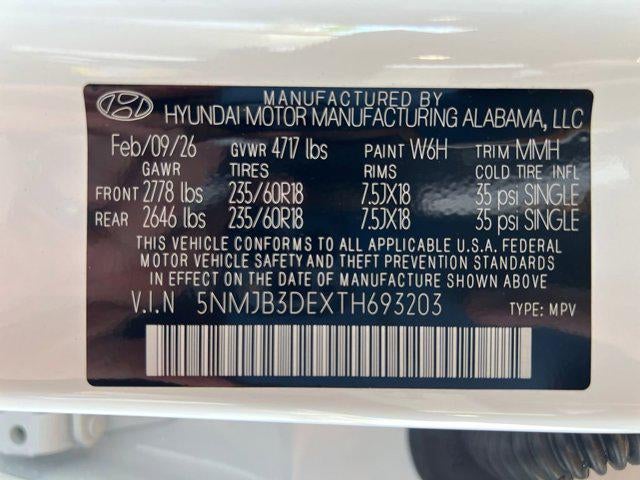 MANUFACTURED BY
HYUNDAI MOTOR MANUFACTURING ALABAMA, LLC
Feb/09/26 GVWR 4717 lbs PAINT W6H TRIM MMH
GAWR TIRES RIMS COLD TIRE INFL
FRONT 2778 lbs 235/60R18 7.5JX18 35 psi SINGLE
REAR 2646 lbs 235/60R18 7.5JX18 35 psi SINGLE
THIS VEHICLE CONFORMS TO ALL APPLICABLE U.S.A. FEDERAL
MOTOR VEHICLE SAFETY AND THEFT PREVENTION STANDARDS
IN EFFECT ON THE DATE OF MANUFACTURE SHOWN ABOVE
V.I.N 5NMJB3DEXTH693203 TYPE: MPV